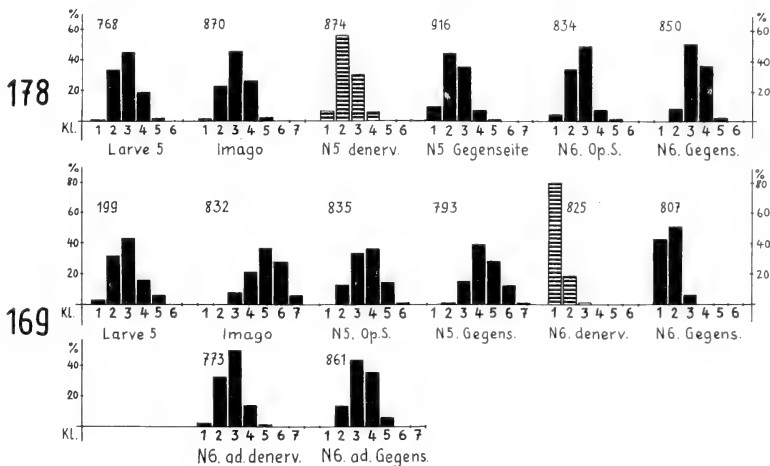 % 768 870 874 916 834 850 %
60 60
40 40
178
20 20
Kl. 1 2 3 4 5 6 1 2 3 4 5 6 7 1 2 3 4 5 6 1 2 3 4 5 6 7 1 2 3 4 5 6 1 2 3 4 5 6
Larve 5 Imago N5 denerv. N5 Gegenseite N6. Op.S. N6. Gegens.
% %
80 80
199 832 835 793 825 807
60 60
40 40
20 20
169
Kl. 1 2 3 4 5 6 1 2 3 4 5 6 7 1 2 3 4 5 6 1 2 3 4 5 6 7 1 2 3 4 5 6 1 2 3 4 5 6
Larve 5 Imago N5, Op.S. N5. Gegens. N6. denerv. N6. Gegens.
% 773 861
40
20
Kl. 1 2 3 4 5 6 7 1 2 3 4 5 6 7
N6. ad. denerv. N6. ad. Gegens.